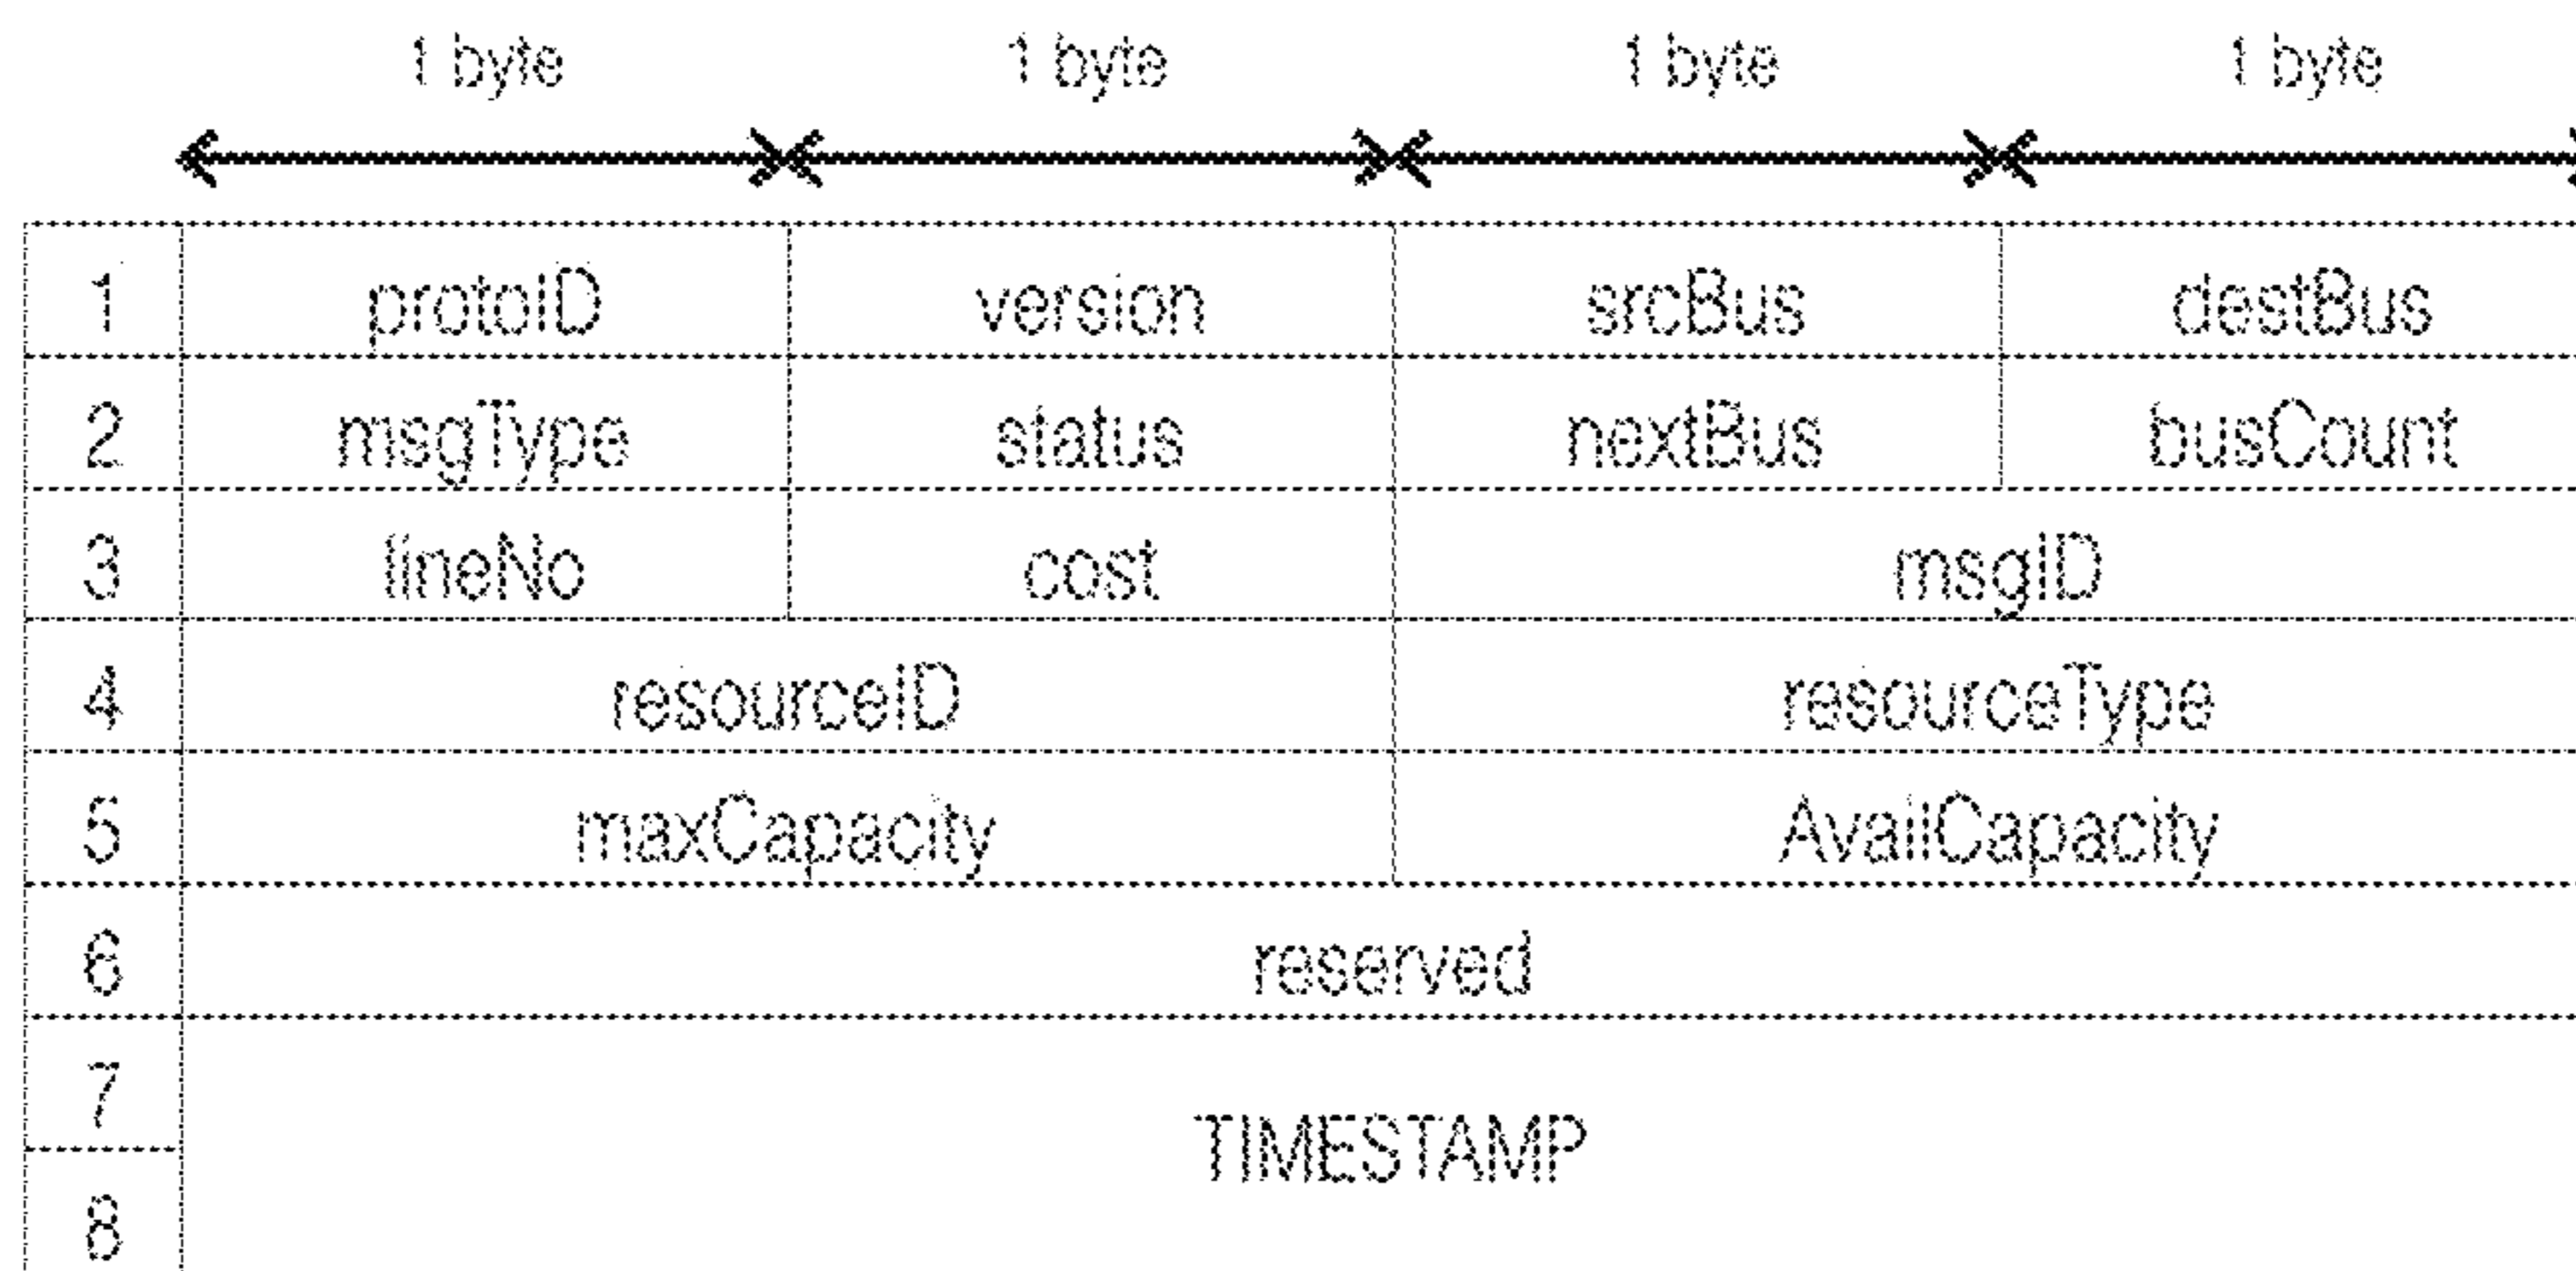 1 byte 1 byte 1 byte 1 byte
1 protoID version srcBus destBus
2 msgType status nextBus busCount
3 lineNo cost msgID
4 resourceID resourceType
5 maxCapacity AvailCapacity
6 reserved
7
TIMESTAMP
8